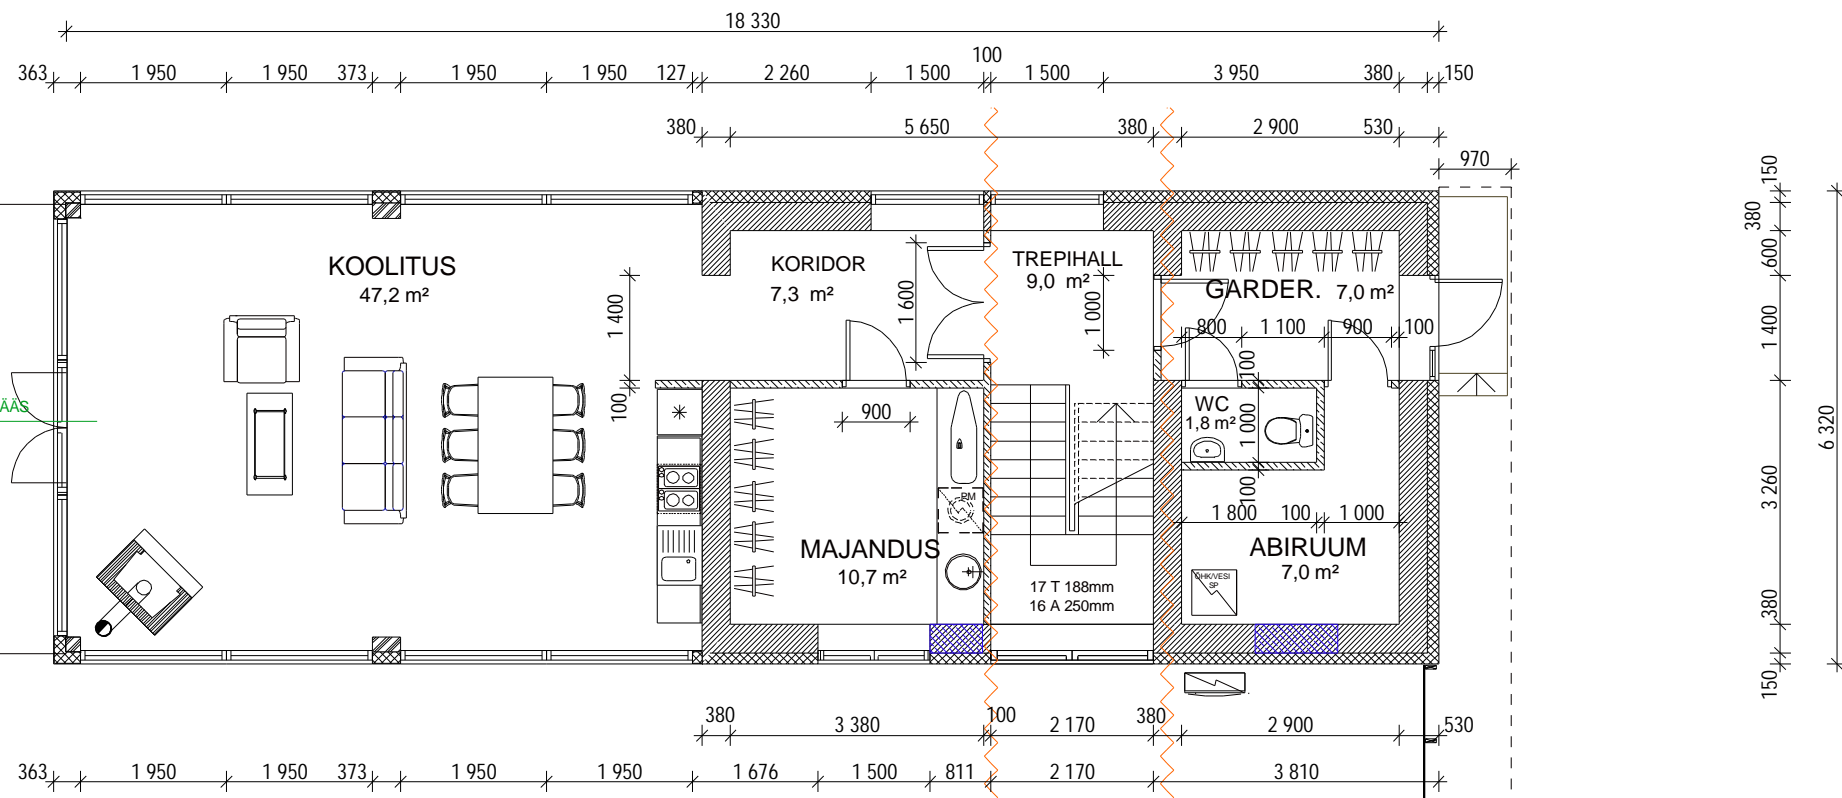 18 330
363 1 950 1 950 373 1 950 1 950 127 2 260 1 500 100 1 500 3 950 380 150
380 5 650 380 2 900 530
970
150
380
600
1 400
3 260
380
150
6 320
KOOLITUS
47,2 m²
1 400
100
KORIDOR
7,3 m²
1 600
TREPIHALL
9,0 m²
1 000
GARDER. 7,0 m²
800 1 100 900 100
100
WC
1,8 m²
1 000
100
1 800 100 1 000
ABIRUUM
7,0 m²
ÕHK/VESI
SP
900
PM
MAJANDUS
10,7 m²
17 T 188mm
16 A 250mm
ÄÄS
380 3 380 100 2 170 380 2 900 530
363 1 950 1 950 373 1 950 1 950 1 676 1 500 811 2 170 3 810